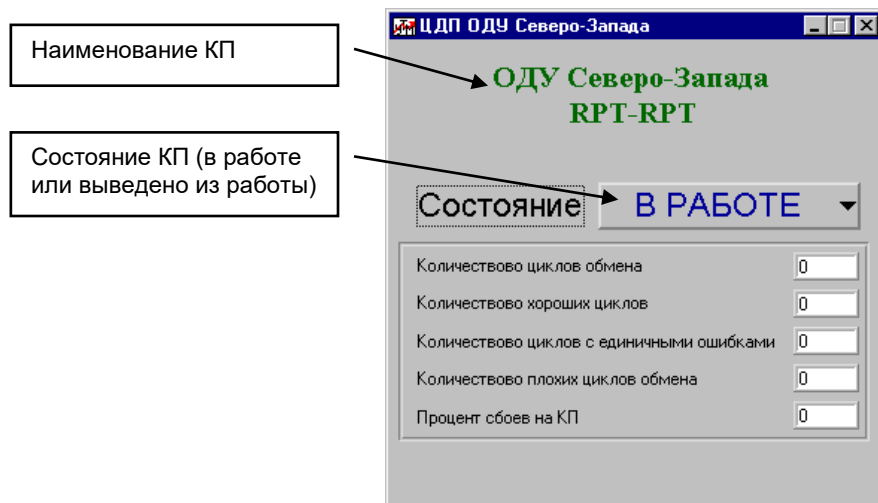 Наименование КП
Состояние КП (в работе
или выведено из работы)
ЦДП ОДУ Северо-Запада
ОДУ Северо-Запада
RPT-RPT
Состояние В РАБОТЕ
Количествово циклов обмена 0
Количествово хороших циклов 0
Количествово циклов с единичными ошибками 0
Количествово плохих циклов обмена 0
Процент сбоев на КП 0